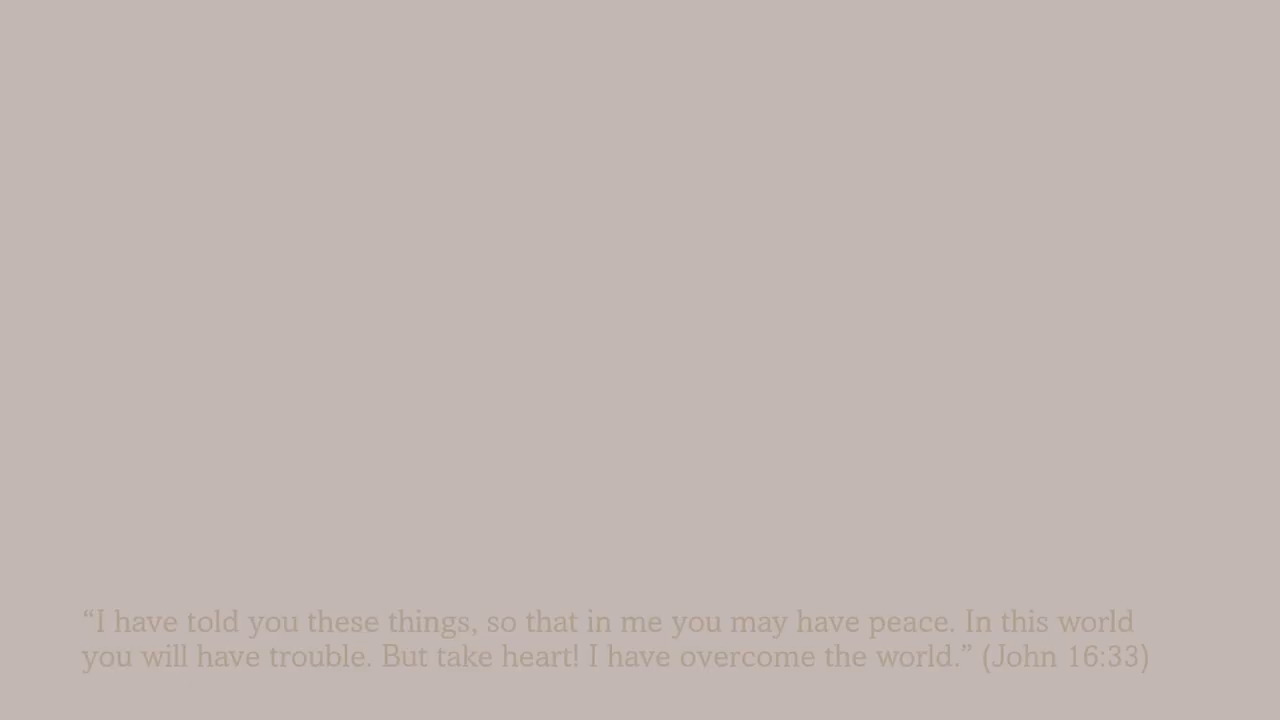 “I have told you these things, so that in me you may have peace. In this world
you will have trouble. But take heart! I have overcome the world.” (John 16:33)